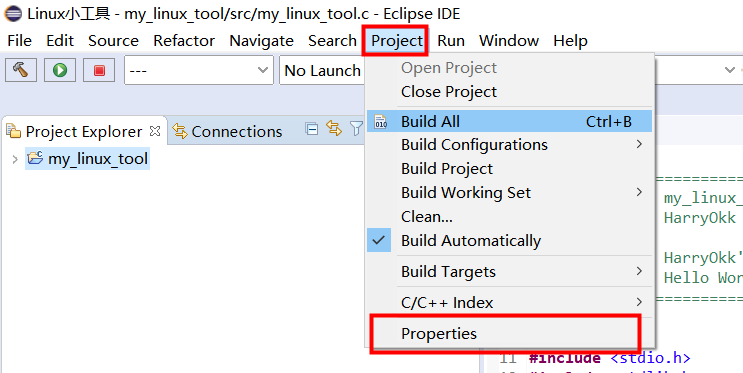 Linux小工具 - my_linux_tool/src/my_linux_tool.c - Eclipse IDE
File Edit Source Refactor Navigate Search Project Run Window Help
--- No Launch
Open Project
Close Project
Build All Ctrl+B
Build Configurations
Build Project
Build Working Set
Clean...
Build Automatically
Build Targets
C/C++ Index
Properties
Project Explorer Connections
my_linux_tool
my_linux_
HarryOkk
HarryOkk'
Hello Wor
11 #include <stdio.h>